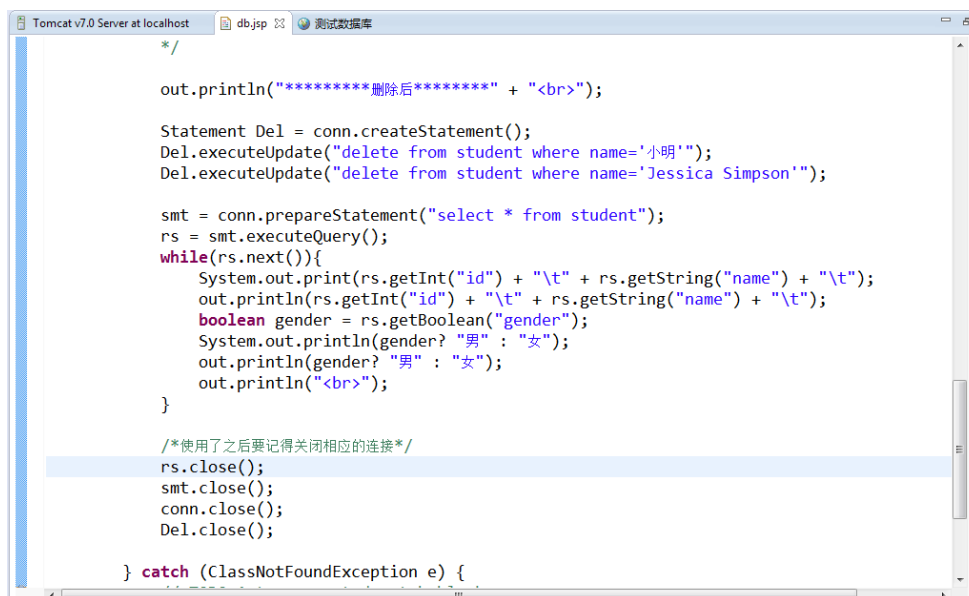 Tomcat v7.0 Server at localhost db.jsp 测试数据库
*/
out.println("*********删除后********" + "<br>");
Statement Del = conn.createStatement();
Del.executeUpdate("delete from student where name='小明'");
Del.executeUpdate("delete from student where name='Jessica Simpson'");
smt = conn.prepareStatement("select * from student");
rs = smt.executeQuery();
while(rs.next()){
System.out.print(rs.getInt("id") + "\t" + rs.getString("name") + "\t");
out.println(rs.getInt("id") + "\t" + rs.getString("name") + "\t");
boolean gender = rs.getBoolean("gender");
System.out.println(gender? "男" : "女");
out.println(gender? "男" : "女");
out.println("<br>");
}
/*使用了之后要记得关闭相应的连接*/
rs.close();
smt.close();
conn.close();
Del.close();
} catch (ClassNotFoundException e) {